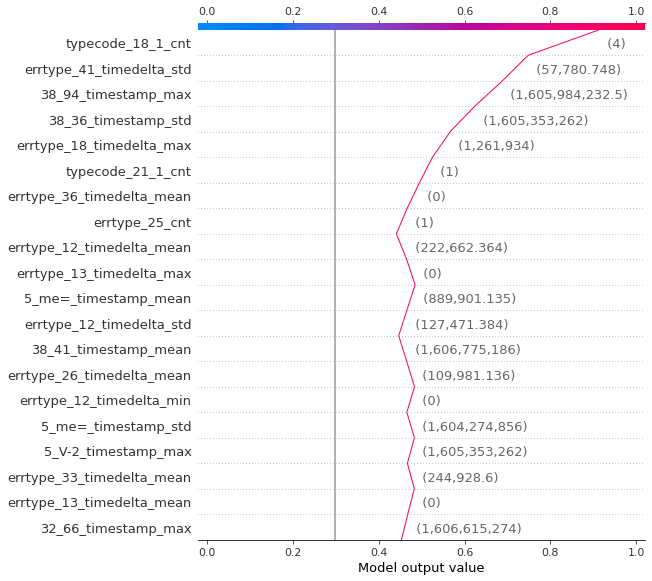 0.0 0.2 0.4 0.6 0.8 1.0
typecode_18_1_cnt (4)
errtype_41_timedelta_std (57,780.748)
38_94_timestamp_max (1,605,984,232.5)
38_36_timestamp_std (1,605,353,262)
errtype_18_timedelta_max (1,261,934)
typecode_21_1_cnt (1)
errtype_36_timedelta_mean (0)
errtype_25_cnt (1)
errtype_12_timedelta_mean (222,662.364)
errtype_13_timedelta_max (0)
5_me=_timestamp_mean (889,901.135)
errtype_12_timedelta_std (127,471.384)
38_41_timestamp_mean (1,606,775,186)
errtype_26_timedelta_mean (109,981.136)
errtype_12_timedelta_min (0)
5_me=_timestamp_std (1,604,274,856)
5_V-2_timestamp_max (1,605,353,262)
errtype_33_timedelta_mean (244,928.6)
errtype_13_timedelta_mean (0)
32_66_timestamp_max (1,606,615,274)
0.0 0.2 0.4 0.6 0.8 1.0
Model output value